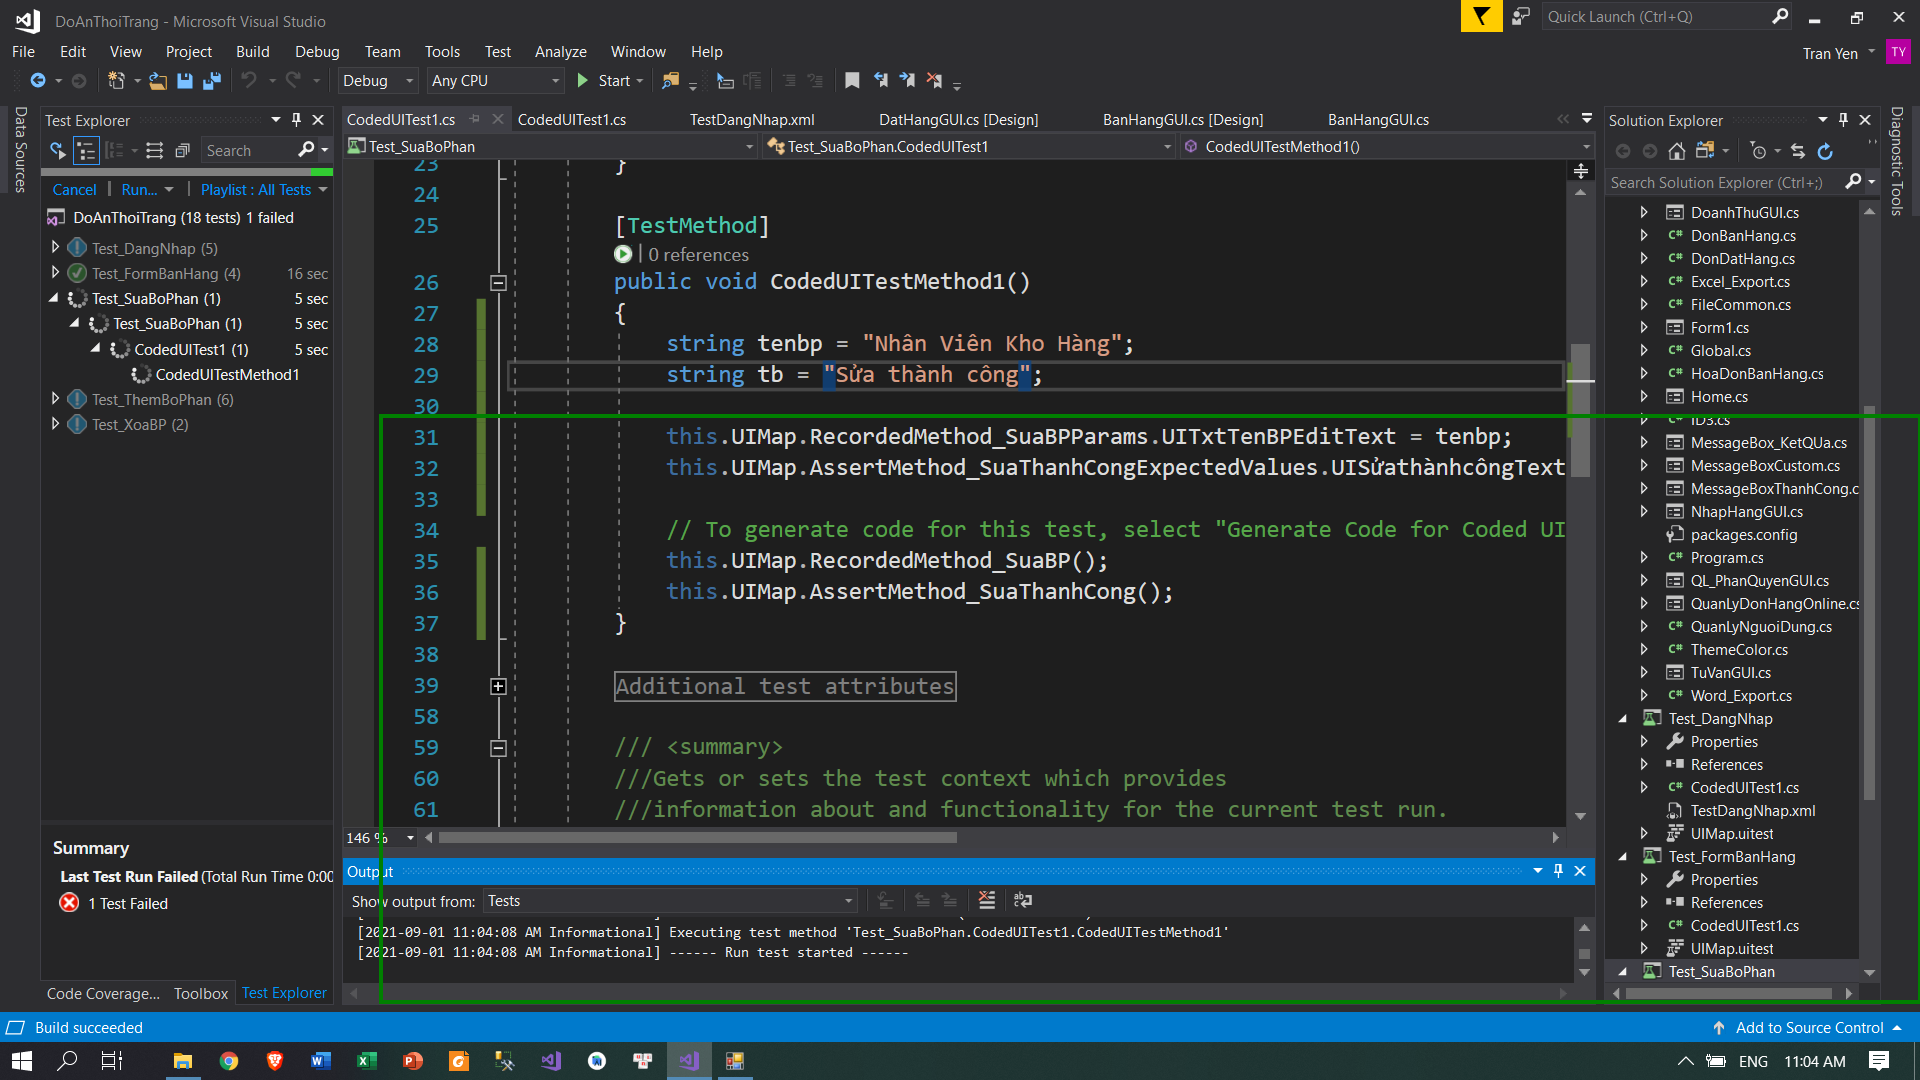 DoAnThoiTrang - Microsoft Visual Studio
Quick Launch (Ctrl+Q)
File Edit View Project Build Debug Team Tools Test Analyze Window Help
Tran Yen TY
Debug Any CPU Start
Data Sources
Test Explorer
Search
Cancel Run... Playlist : All Tests
DoAnThoiTrang (18 tests) 1 failed
Test_DangNhap (5)
Test_FormBanHang (4) 16 sec
Test_SuaBoPhan (1) 5 sec
Test_SuaBoPhan (1) 5 sec
CodedUITest1 (1) 5 sec
CodedUITestMethod1
Test_ThemBoPhan (6)
Test_XoaBP (2)
Summary
Last Test Run Failed (Total Run Time 0:00
1 Test Failed
Code Coverage... Toolbox Test Explorer
CodedUITest1.cs CodedUITest1.cs TestDangNhap.xml DatHangGUI.cs [Design] BanHangGUI.cs [Design] BanHangGUI.cs
Test_SuaBoPhan Test_SuaBoPhan.CodedUITest1 CodedUITestMethod1()
23 }
24
25 [TestMethod]
0 references
26 public void CodedUITestMethod1()
27 {
28 string tenbp = "Nhân Viên Kho Hàng";
29 string tb = "Sửa thành công";
30
31 this.UIMap.RecordedMethod_SuaBPParams.UITxtTenBPEditText = tenbp;
32 this.UIMap.AssertMethod_SuaThanhCongExpectedValues.UISửathànhcôngText
33
34 // To generate code for this test, select "Generate Code for Coded UI
35 this.UIMap.RecordedMethod_SuaBP();
36 this.UIMap.AssertMethod_SuaThanhCong();
37 }
38
39 Additional test attributes
58
59 /// <summary>
60 ///Gets or sets the test context which provides
61 ///information about and functionality for the current test run.
146 %
Output
Show output from: Tests
[2021-09-01 11:04:08 AM Informational] Executing test method 'Test_SuaBoPhan.CodedUITest1.CodedUITestMethod1'
[2021-09-01 11:04:08 AM Informational] ------ Run test started ------
Solution Explorer
Search Solution Explorer (Ctrl+;)
DoanhThuGUI.cs
DonBanHang.cs
DonDatHang.cs
Excel_Export.cs
FileCommon.cs
Form1.cs
Global.cs
HoaDonBanHang.cs
Home.cs
ID3.cs
MessageBox_KetQUa.cs
MessageBoxCustom.cs
MessageBoxThanhCong.c
NhapHangGUI.cs
packages.config
Program.cs
QL_PhanQuyenGUI.cs
QuanLyDonHangOnline.cs
QuanLyNguoiDung.cs
ThemeColor.cs
TuVanGUI.cs
Word_Export.cs
Test_DangNhap
Properties
References
CodedUITest1.cs
TestDangNhap.xml
UIMap.uitest
Test_FormBanHang
Properties
References
CodedUITest1.cs
UIMap.uitest
Test_SuaBoPhan
Diagnostic Tools
Build succeeded
Add to Source Control
ENG 11:04 AM